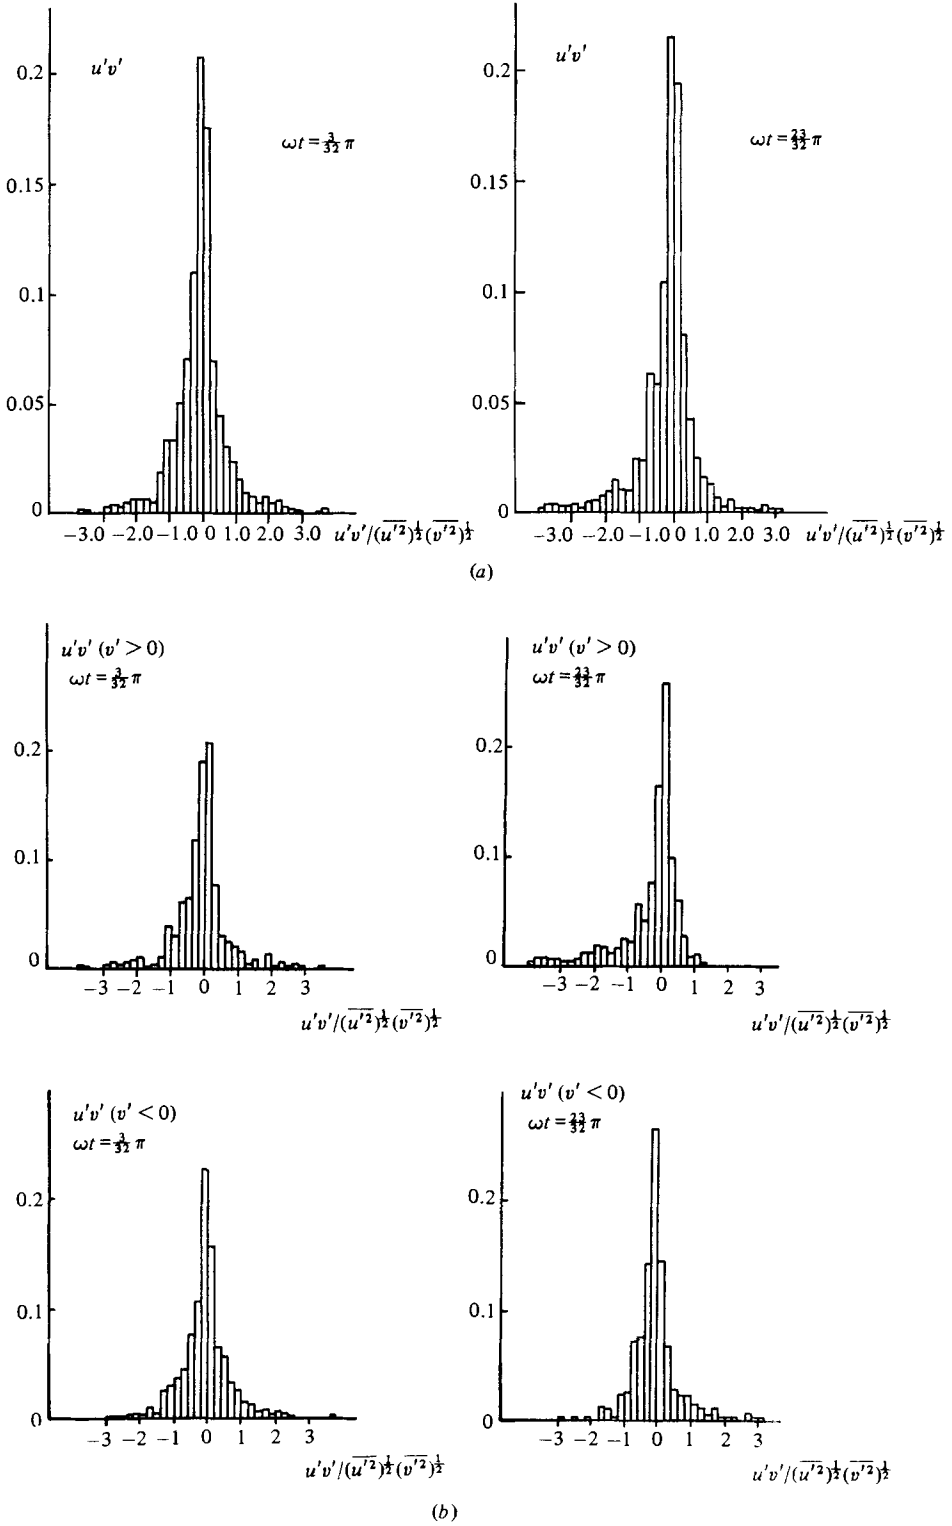 u′v′
ωt = 3/32 π
0.2
0.15
0.1
0.05
0
−3.0 −2.0 −1.0 0 1.0 2.0 3.0 u′v′/(u′²)½(v′²)½
u′v′
ωt = 23/32 π
0.2
0.15
0.1
0.05
0
−3.0 −2.0 −1.0 0 1.0 2.0 3.0 u′v′/(u′²)½(v′²)½
(a)
u′v′ (v′ > 0)
ωt = 3/32 π
0.2
0.1
0
−3 −2 −1 0 1 2 3
u′v′/(u′²)½(v′²)½
u′v′ (v′ > 0)
ωt = 23/32 π
0.2
0.1
0
−3 −2 −1 0 1 2 3
u′v′/(u′²)½(v′²)½
u′v′ (v′ < 0)
ωt = 3/32 π
0.2
0.1
0
−3 −2 −1 0 1 2 3
u′v′/(u′²)½(v′²)½
u′v′ (v′ < 0)
ωt = 23/32 π
0.2
0.1
0
−3 −2 −1 0 1 2 3
u′v′/(u′²)½(v′²)½
(b)